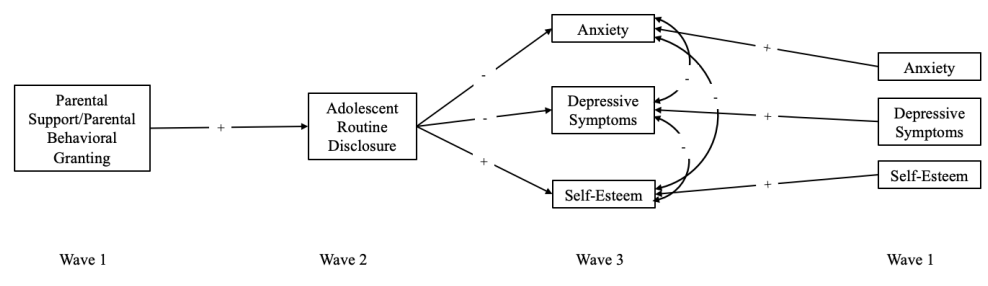 Anxiety
Anxiety
Parental
Support/Parental
Behavioral
Granting
Adolescent
Routine
Disclosure
Depressive
Symptoms
Depressive
Symptoms
Self-Esteem
Self-Esteem
+
-
-
+
-
-
-
+
+
+
Wave 1
Wave 2
Wave 3
Wave 1